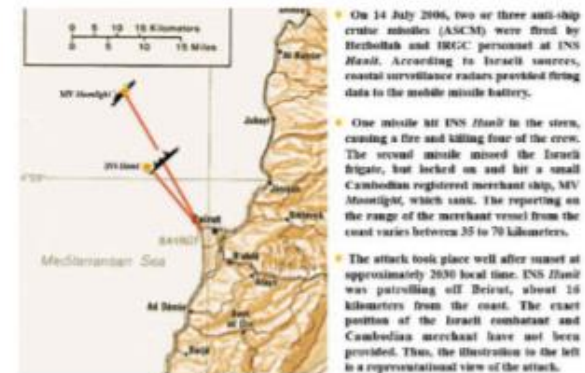 0 5 10 15 Kilometers
0 5 10 15 Miles
MV Moonlight
INS Hanit
Jubayl
Beirut
BAYROUT
Mediterranean Sea
Ad Damur
On 14 July 2006, two or three anti-ship
cruise missiles (ASCM) were fired by
Hezbollah and IRGC personnel at INS
Hanit. According to Israeli sources,
coastal surveillance radars provided firing
data to the mobile missile battery.
One missile hit INS Hanit in the stern,
causing a fire and killing four of the crew.
The second missile missed the Israeli
frigate, but locked on and hit a small
Cambodian registered merchant ship, MV
Moonlight, which sank. The reporting on
the range of the merchant vessel from the
coast varies between 35 to 70 kilometers.
The attack took place well after sunset at
approximately 2030 local time. INS Hanit
was patrolling off Beirut, about 16
kilometers from the coast. The exact
position of the Israeli combatant and
Cambodian merchant have not been
provided. Thus, the illustration to the left
is a representational view of the attack.